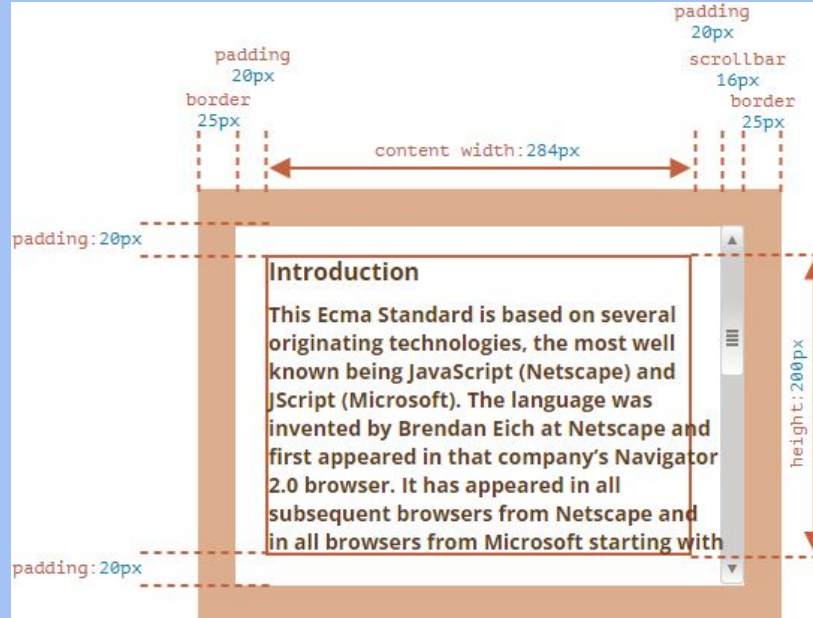 padding
20px
padding
20px
scrollbar
16px
border
25px
border
25px
content width:284px
padding:20px
Introduction
This Ecma Standard is based on several
originating technologies, the most well
known being JavaScript (Netscape) and
JScript (Microsoft). The language was
invented by Brendan Eich at Netscape and
first appeared in that company’s Navigator
2.0 browser. It has appeared in all
subsequent browsers from Netscape and
in all browsers from Microsoft starting with
height:200px
padding:20px